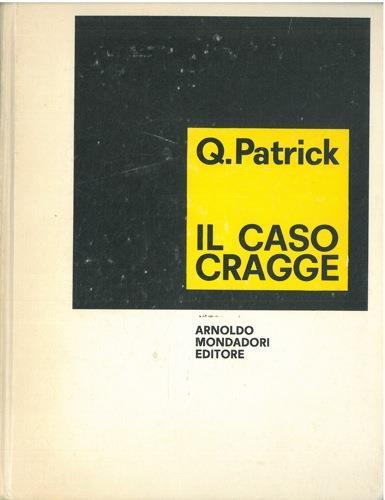 Q.Patrick
IL CASO
CRAGGE
ARNOLDO
MONDADORI
EDITORE